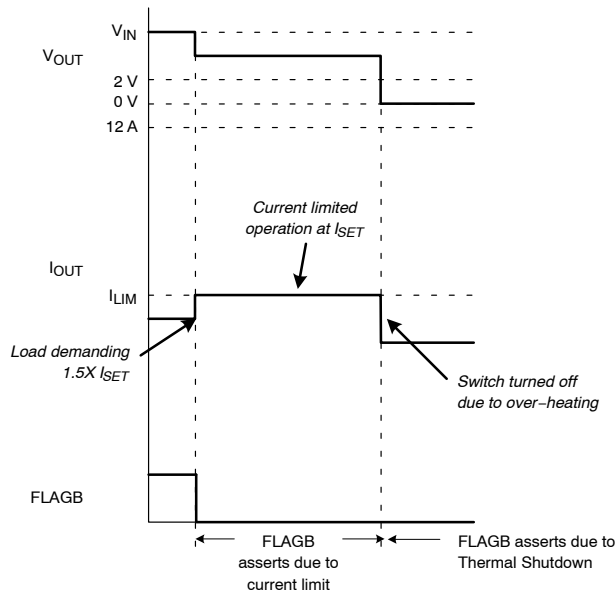 VIN
VOUT
2 V
0 V
12 A
Current limited
operation at ISET
IOUT
ILIM
Load demanding
1.5X ISET
Switch turned off
due to over−heating
FLAGB
FLAGB
asserts due to
current limit
FLAGB asserts due to
Thermal Shutdown